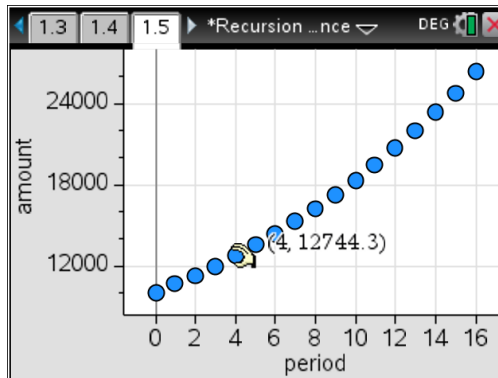 1.3 1.4 1.5 *Recursion ...nce DEG
24000
18000
12000
amount
(4, 12744.3)
0 2 4 6 8 10 12 14 16
period